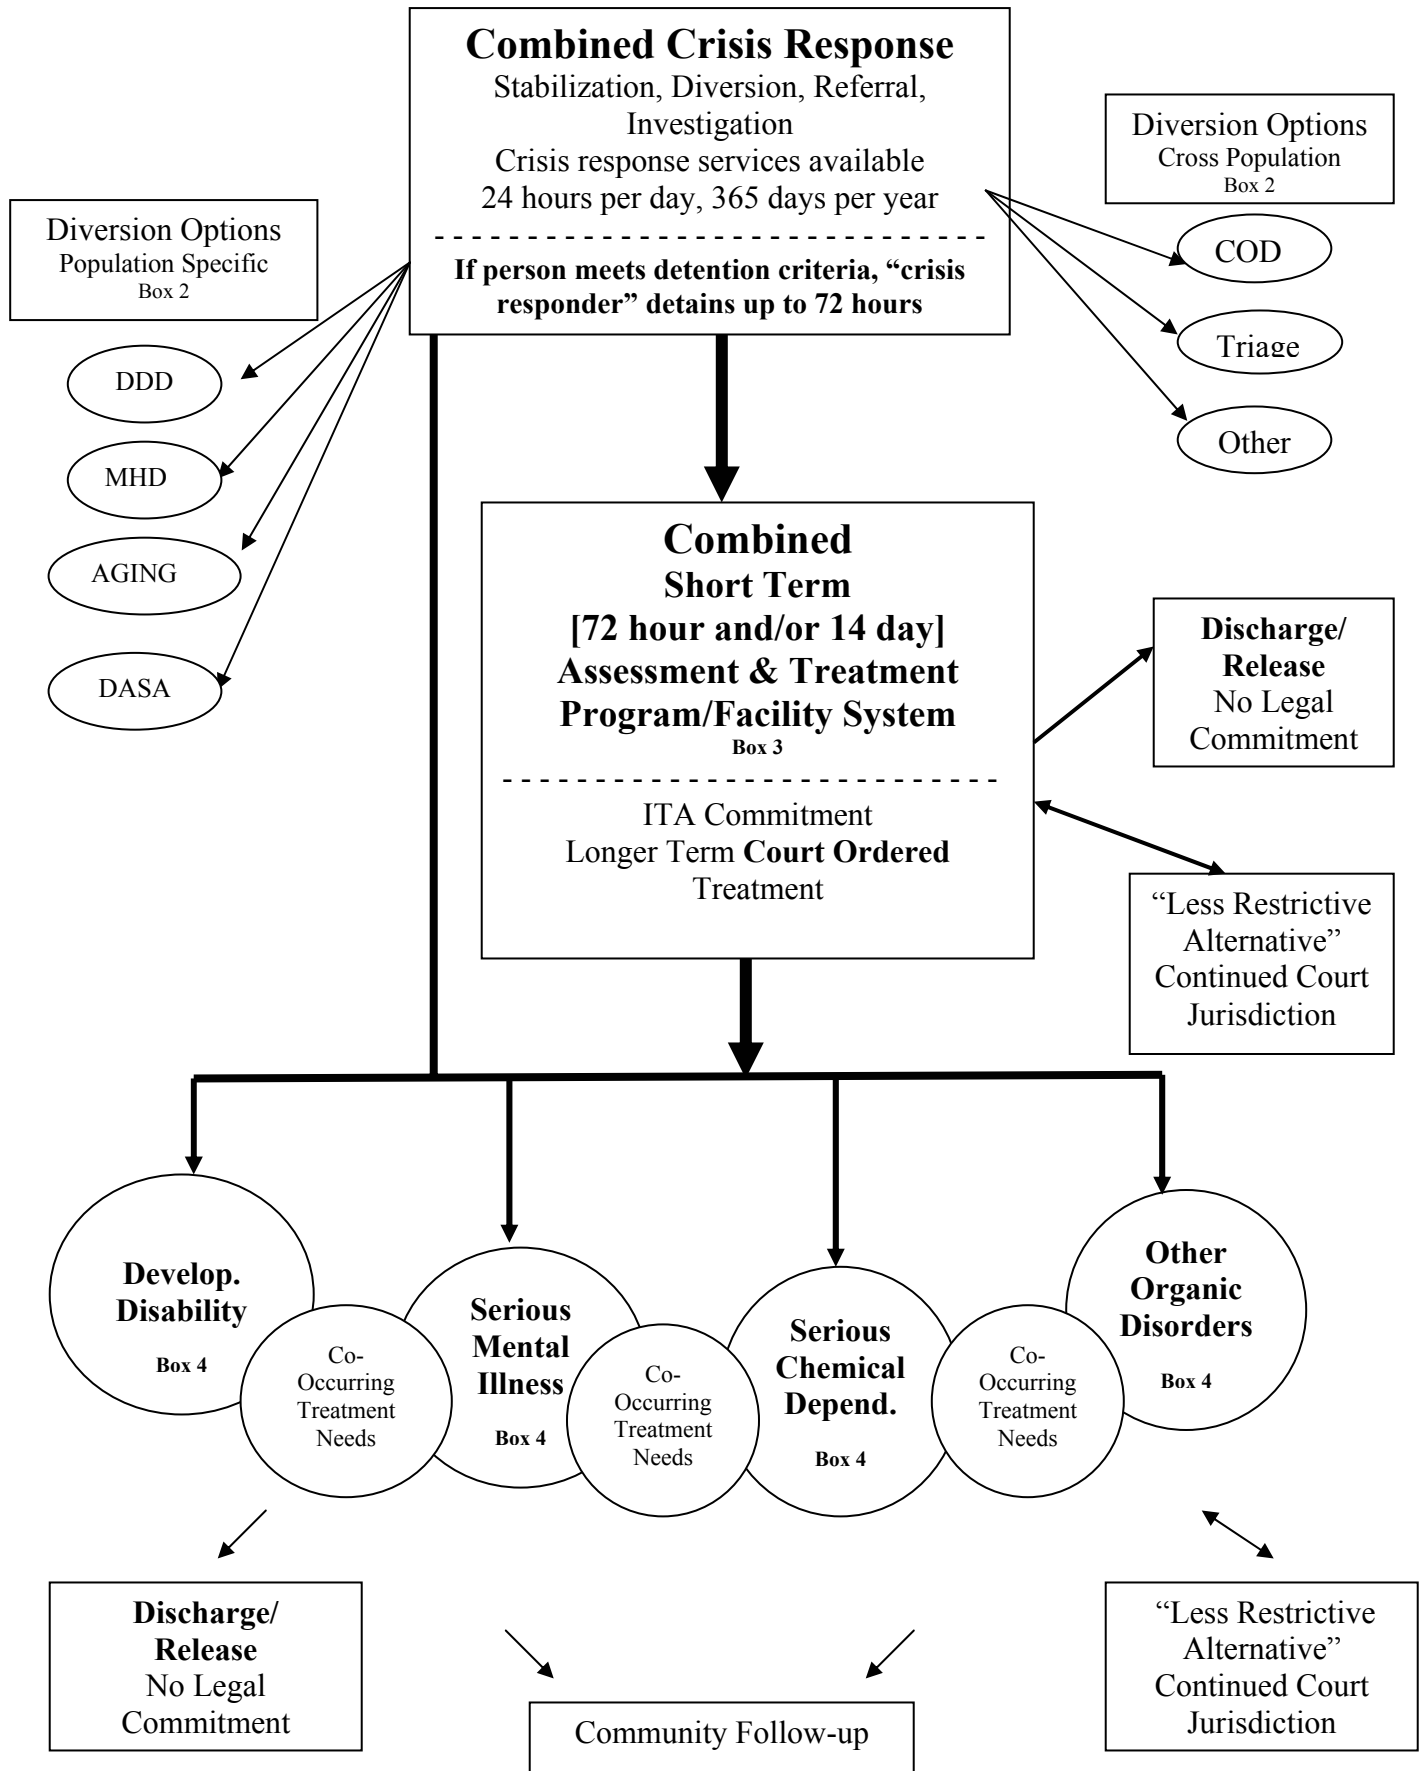 Combined Crisis Response
Stabilization, Diversion, Referral,
Investigation
Crisis response services available
24 hours per day, 365 days per year
If person meets detention criteria, “crisis
responder” detains up to 72 hours
Diversion Options
Cross Population
Box 2
COD
Triage
Other
Diversion Options
Population Specific
Box 2
DDD
MHD
AGING
DASA
Combined
Short Term
[72 hour and/or 14 day]
Assessment & Treatment
Program/Facility System
Box 3
ITA Commitment
Longer Term Court Ordered
Treatment
Discharge/
Release
No Legal
Commitment
“Less Restrictive
Alternative”
Continued Court
Jurisdiction
Develop.
Disability
Box 4
Co-
Occurring
Treatment
Needs
Serious
Mental
Illness
Box 4
Co-
Occurring
Treatment
Needs
Serious
Chemical
Depend.
Box 4
Co-
Occurring
Treatment
Needs
Other
Organic
Disorders
Box 4
Discharge/
Release
No Legal
Commitment
Community Follow-up
“Less Restrictive
Alternative”
Continued Court
Jurisdiction